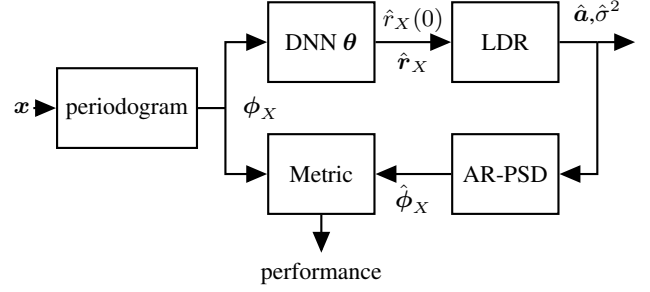 DNN θ
r̂_X(0)
r̂_X
LDR
â,σ̂²
x
periodogram
ϕ_X
Metric
ϕ̂_X
AR-PSD
performance